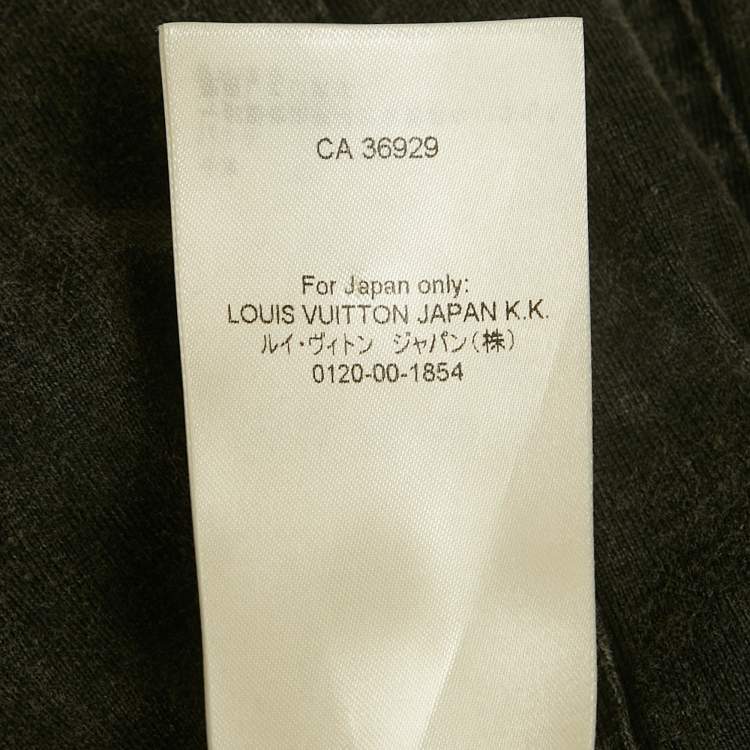 CA 36929
For Japan only:
LOUIS VUITTON JAPAN K.K.
ルイ・ヴィトン　ジャパン(株)
0120-00-1854